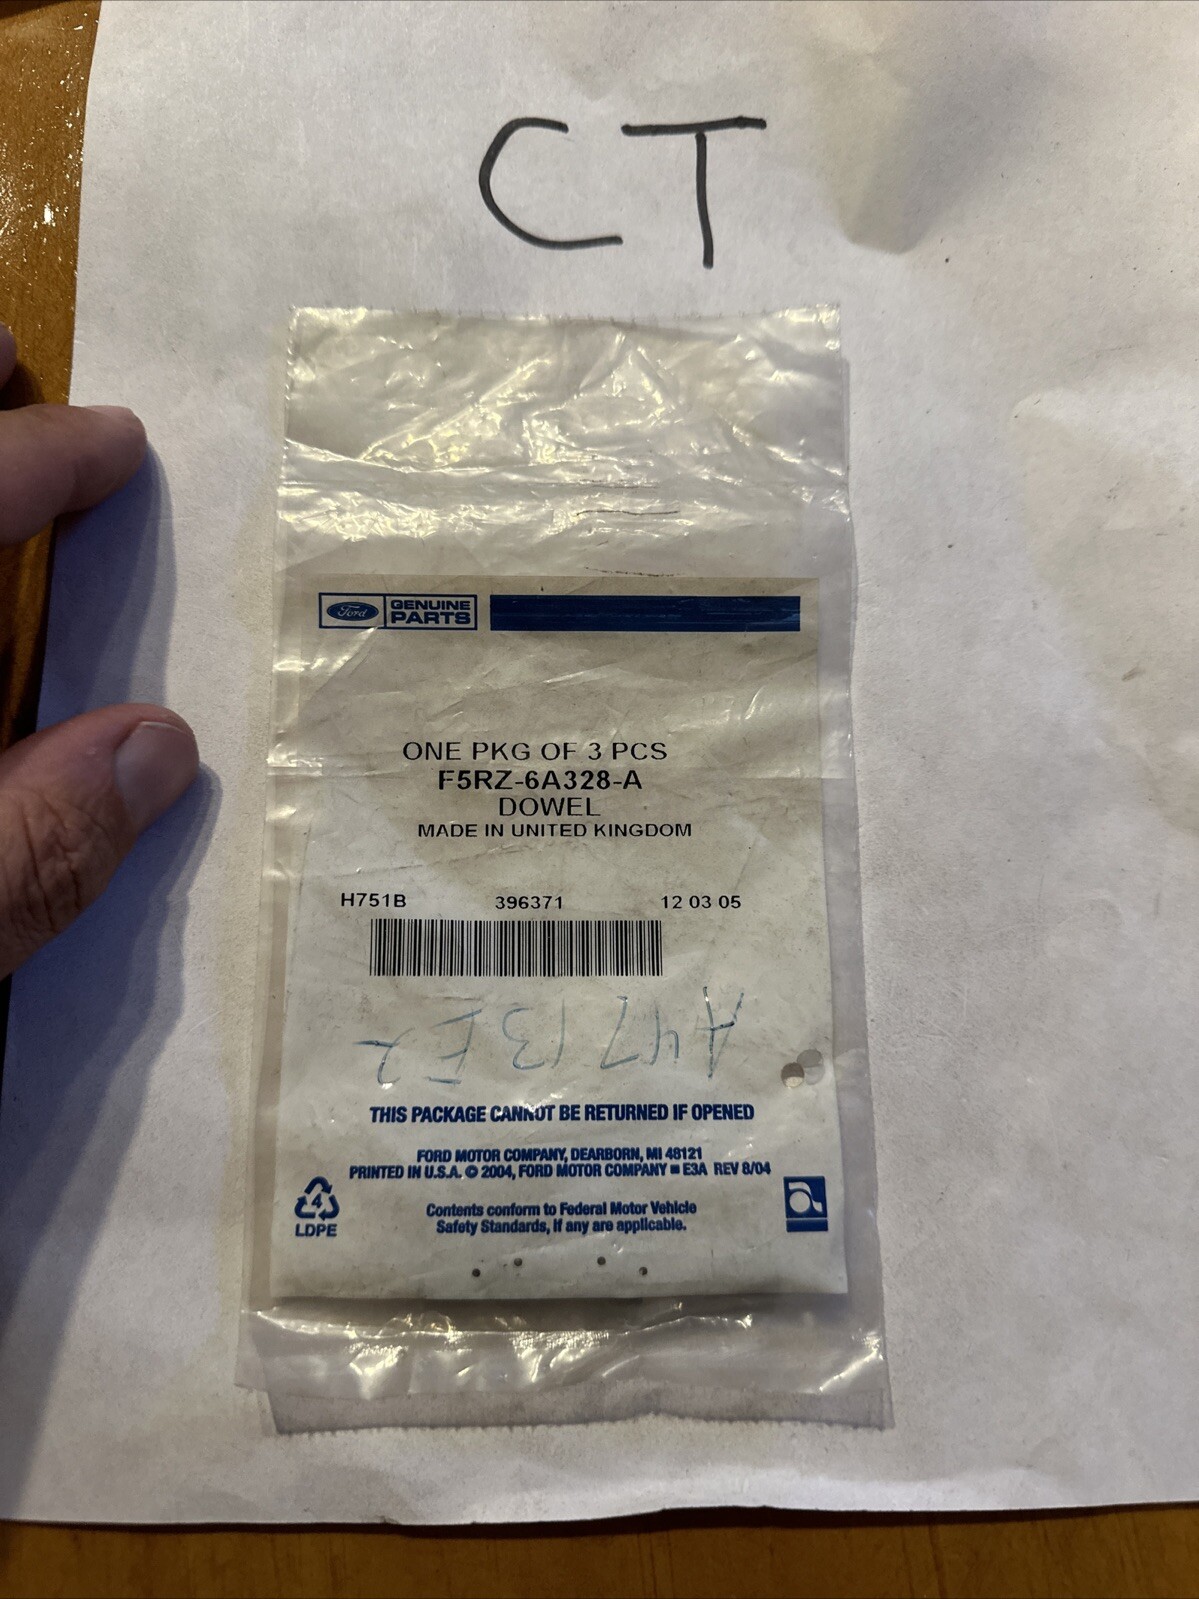 CT
Ford GENUINE PARTS
ONE PKG OF 3 PCS
F5RZ-6A328-A
DOWEL
MADE IN UNITED KINGDOM
H751B 396371 12 03 05
A47 13 E2
THIS PACKAGE CANNOT BE RETURNED IF OPENED
FORD MOTOR COMPANY, DEARBORN, MI 48121
PRINTED IN U.S.A. © 2004, FORD MOTOR COMPANY ■ E3A REV 8/04
Contents conform to Federal Motor Vehicle
Safety Standards, if any are applicable.
4
LDPE
a